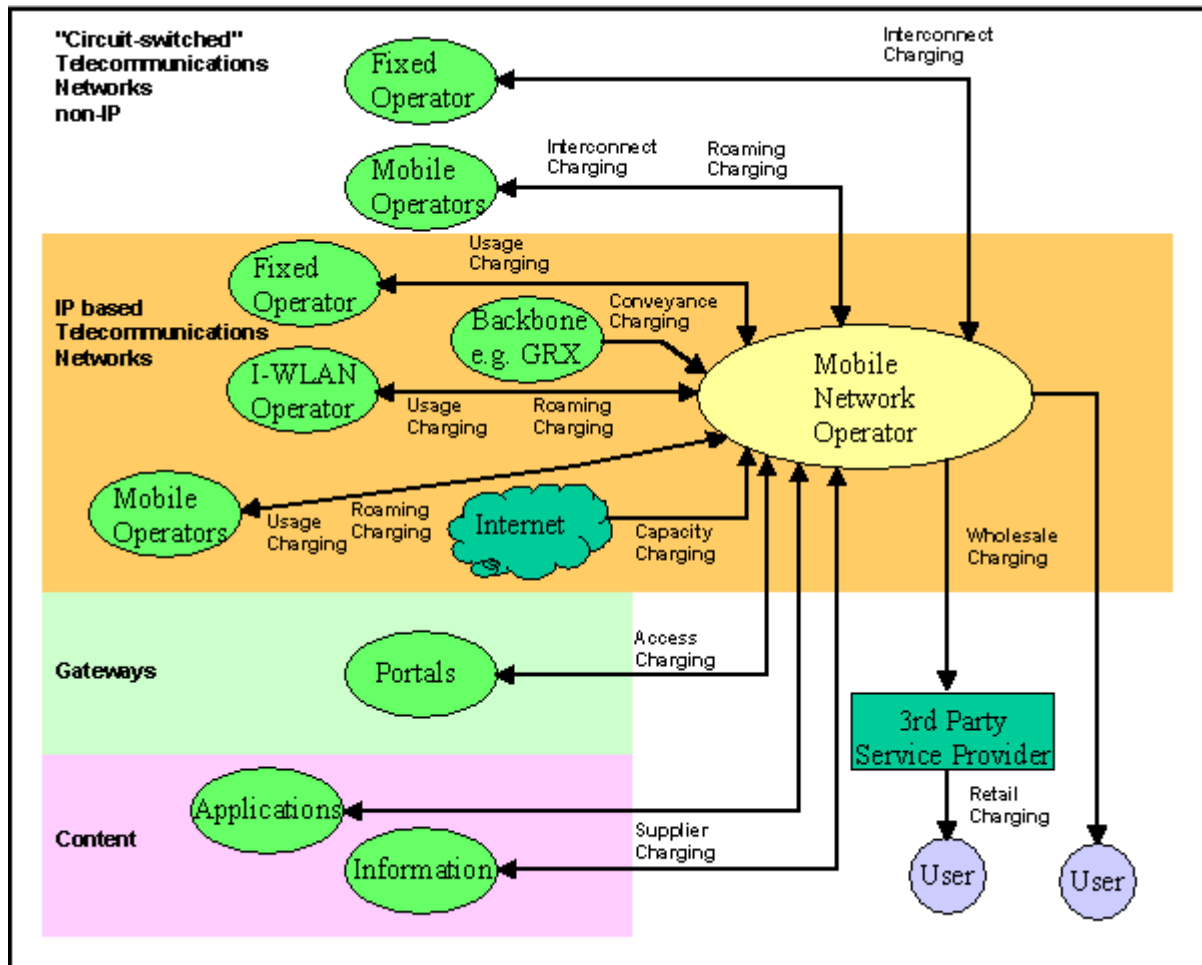 "Circuit-switched"
Telecommunications
Networks
non-IP
Fixed
Operator
Interconnect
Charging
Mobile
Operators
Interconnect
Charging
Roaming
Charging
IP based
Telecommunications
Networks
Fixed
Operator
Usage
Charging
Backbone
e.g. GRX
Conveyance
Charging
I-WLAN
Operator
Usage
Charging
Roaming
Charging
Mobile
Network
Operator
Mobile
Operators
Usage
Charging
Roaming
Charging
Internet
Capacity
Charging
Wholesale
Charging
Gateways
Portals
Access
Charging
3rd Party
Service Provider
Content
Applications
Information
Supplier
Charging
Retail
Charging
User
User